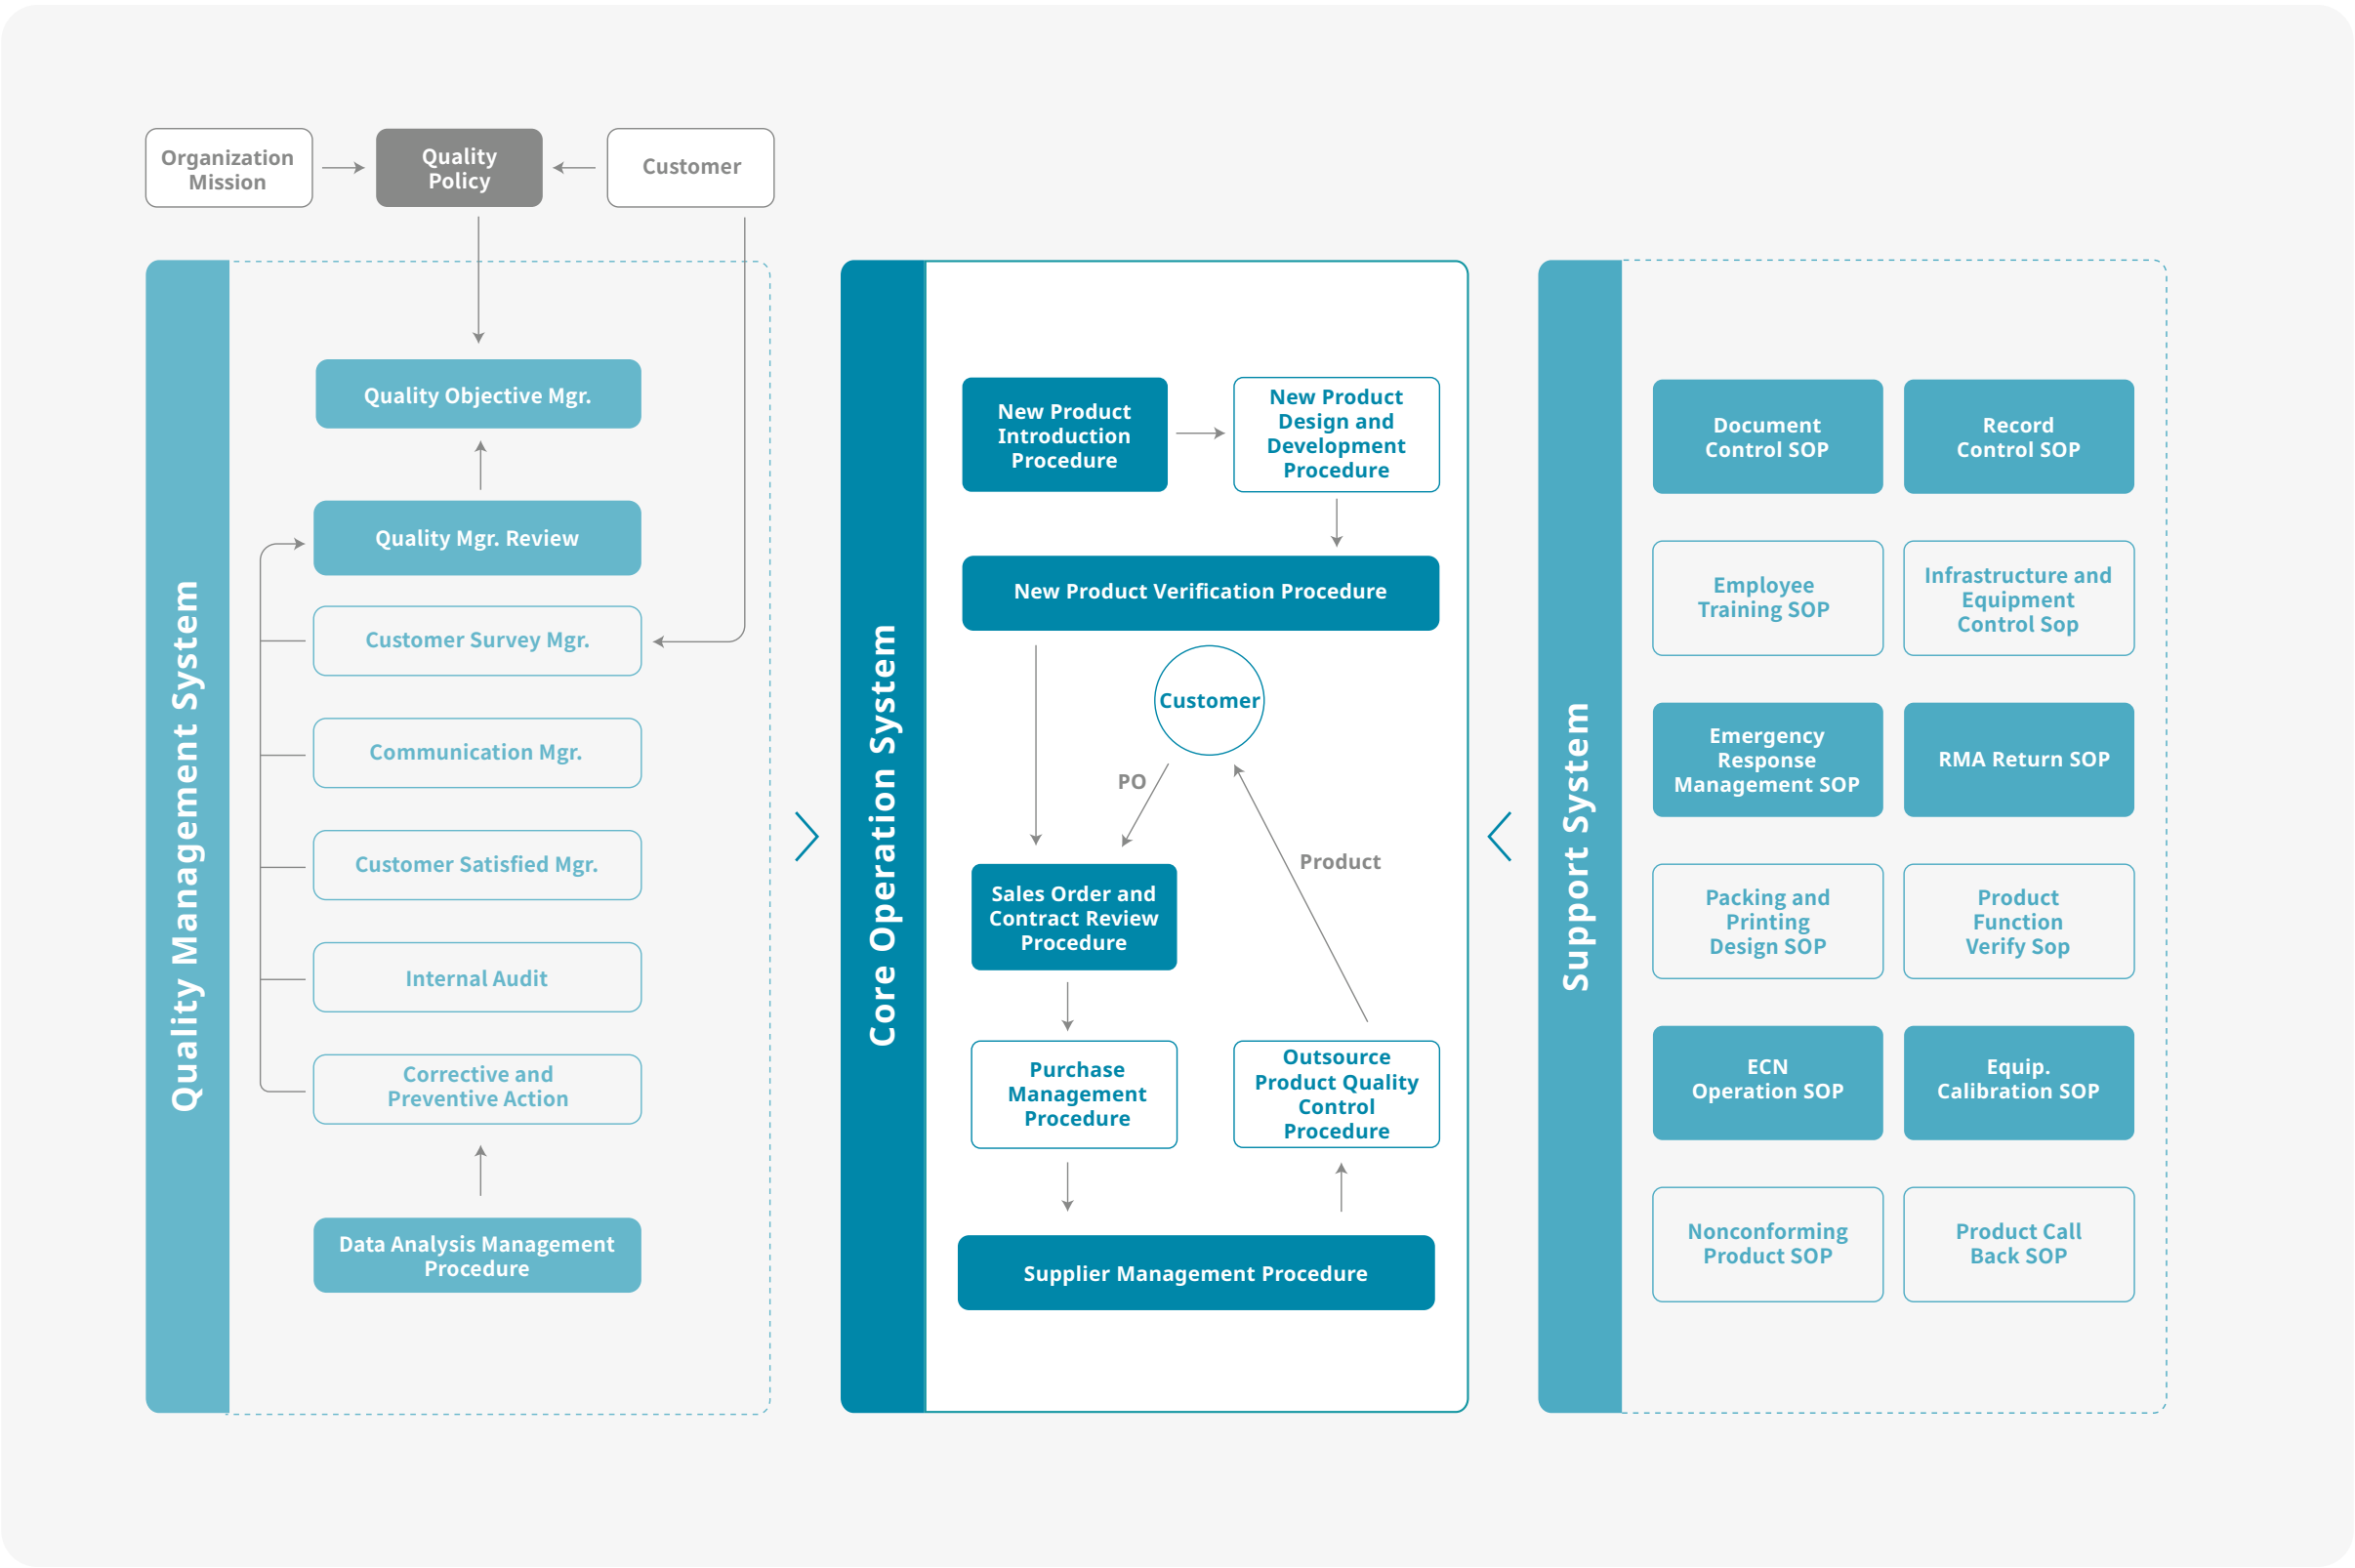 Organization
Mission
Quality
Policy
Customer
Quality Management System
Quality Objective Mgr.
Quality Mgr. Review
Customer Survey Mgr.
Communication Mgr.
Customer Satisfied Mgr.
Internal Audit
Corrective and
Preventive Action
Data Analysis Management
Procedure
Core Operation System
New Product
Introduction
Procedure
New Product
Design and
Development
Procedure
New Product Verification Procedure
Customer
PO
Product
Sales Order and
Contract Review
Procedure
Purchase
Management
Procedure
Outsource
Product Quality
Control
Procedure
Supplier Management Procedure
Support System
Document
Control SOP
Record
Control SOP
Employee
Training SOP
Infrastructure and
Equipment
Control Sop
Emergency
Response
Management SOP
RMA Return SOP
Packing and
Printing
Design SOP
Product
Function
Verify Sop
ECN
Operation SOP
Equip.
Calibration SOP
Nonconforming
Product SOP
Product Call
Back SOP